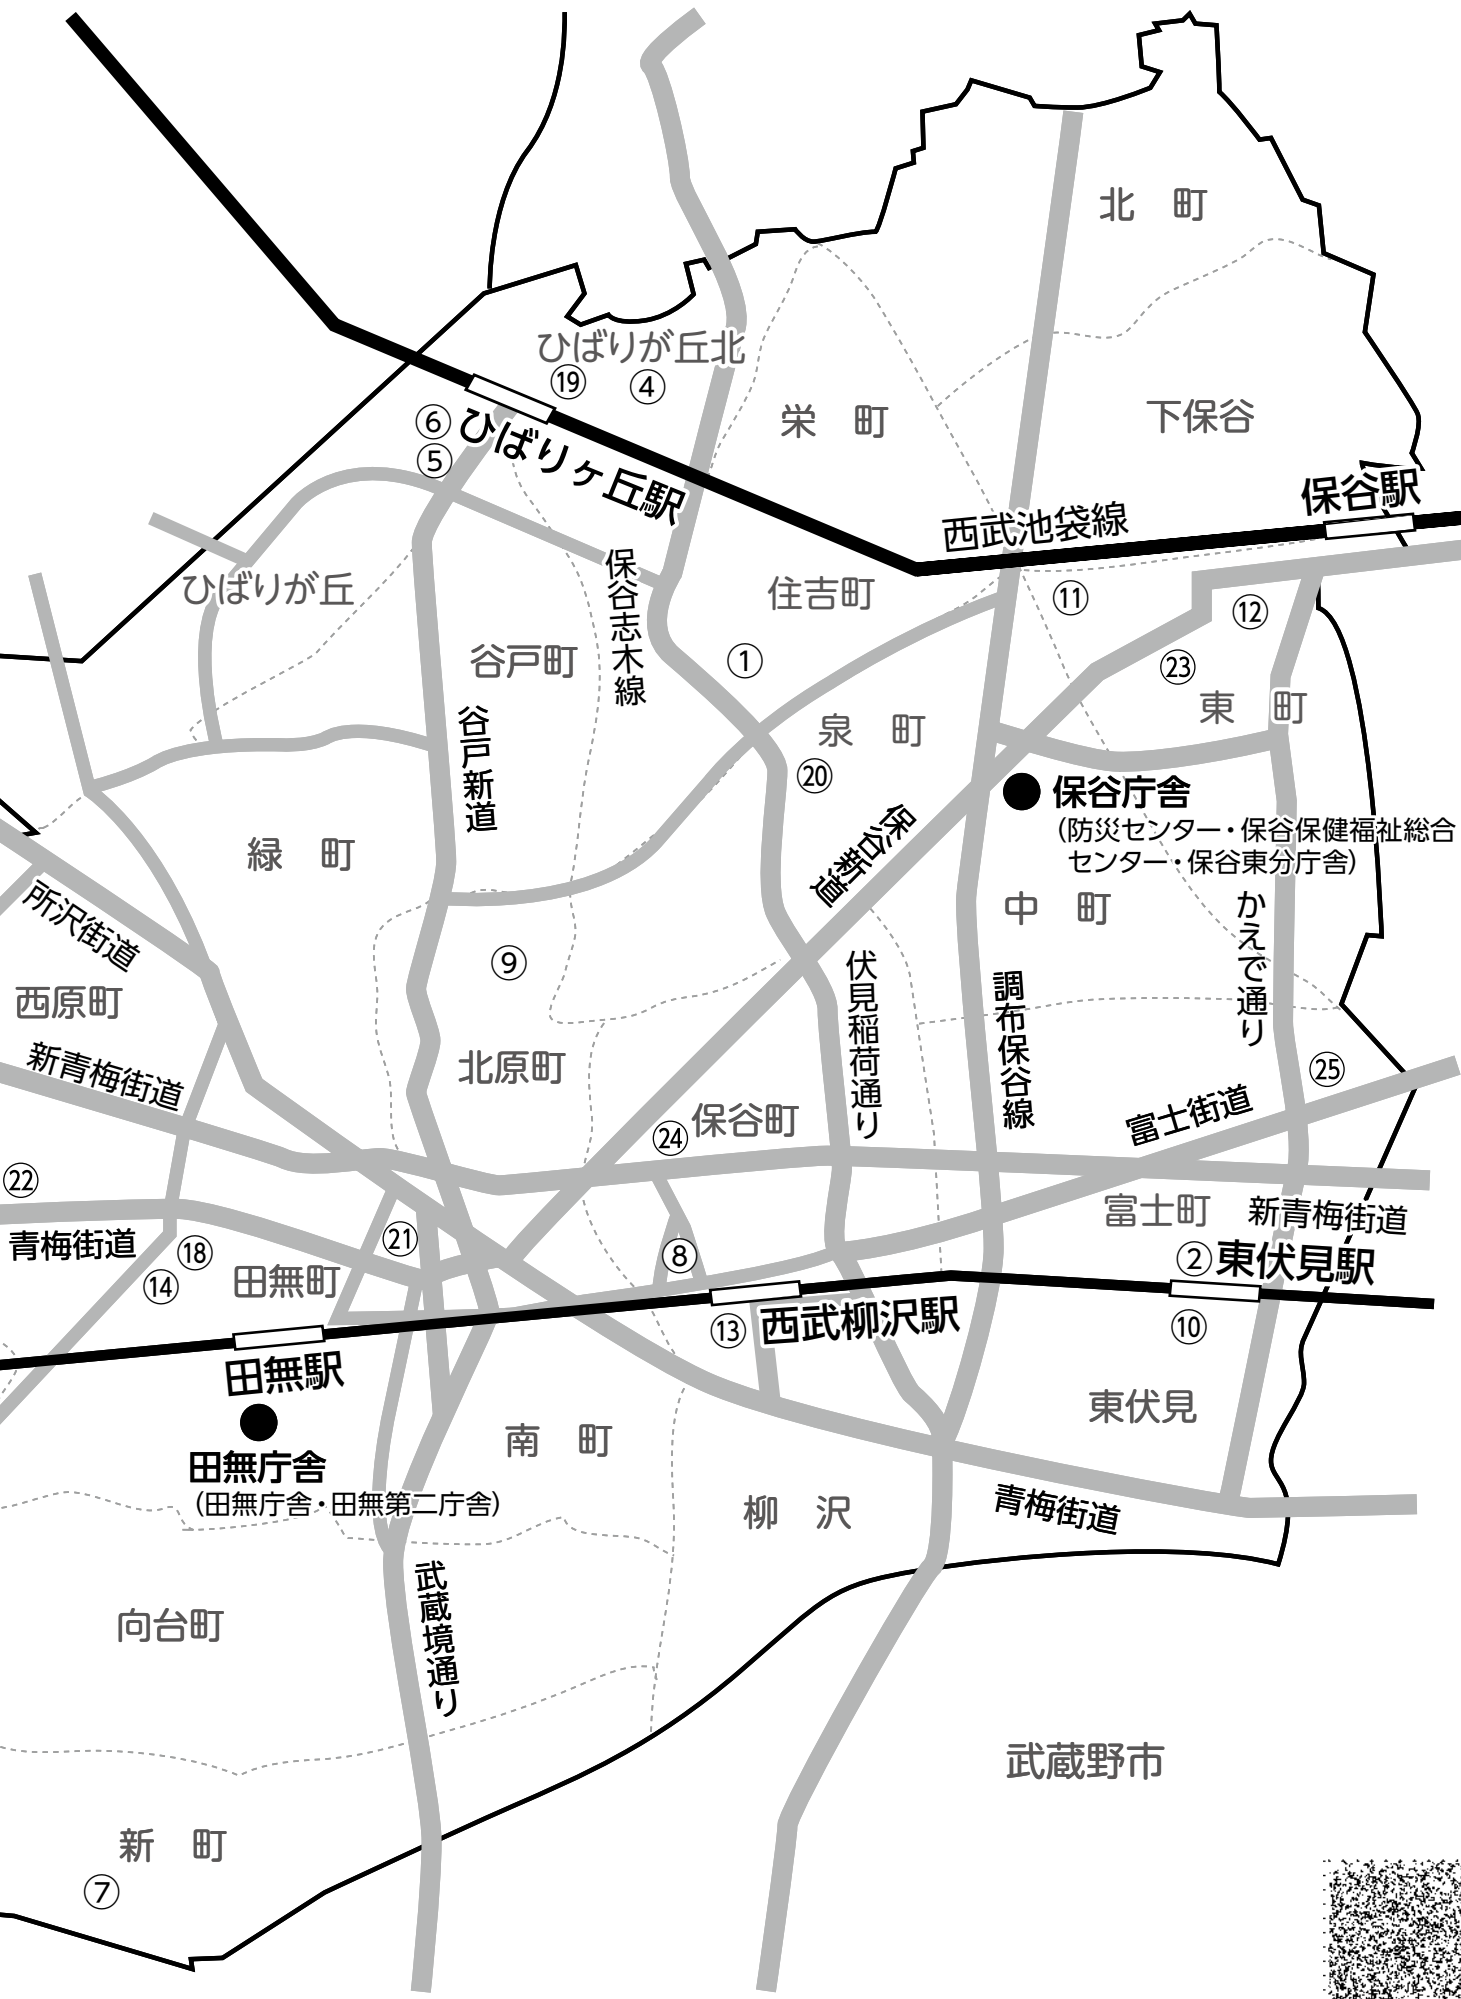 北　町
ひばりが丘北
⑲
④
栄　町
下保谷
⑥
ひばりヶ丘駅
⑤
保谷駅
西武池袋線
ひばりが丘
保谷志木線
住吉町
⑪
⑫
谷戸町
①
㉓
東　町
谷戸新道
泉　町
⑳
保谷庁舎
（防災センター・保谷保健福祉総合
センター・保谷東分庁舎）
保谷新道
緑　町
所沢街道
中　町
かえで通り
⑨
伏見稲荷通り
調布保谷線
西原町
新青梅街道
北原町
㉕
保谷町
㉔
富士街道
㉒
富士町
新青梅街道
青梅街道
⑱
㉑
⑧
②
東伏見駅
⑭
田無町
⑬
西武柳沢駅
⑩
田無駅
東伏見
田無庁舎
（田無庁舎・田無第二庁舎）
南　町
柳　沢
青梅街道
武蔵境通り
向台町
武蔵野市
新　町
⑦